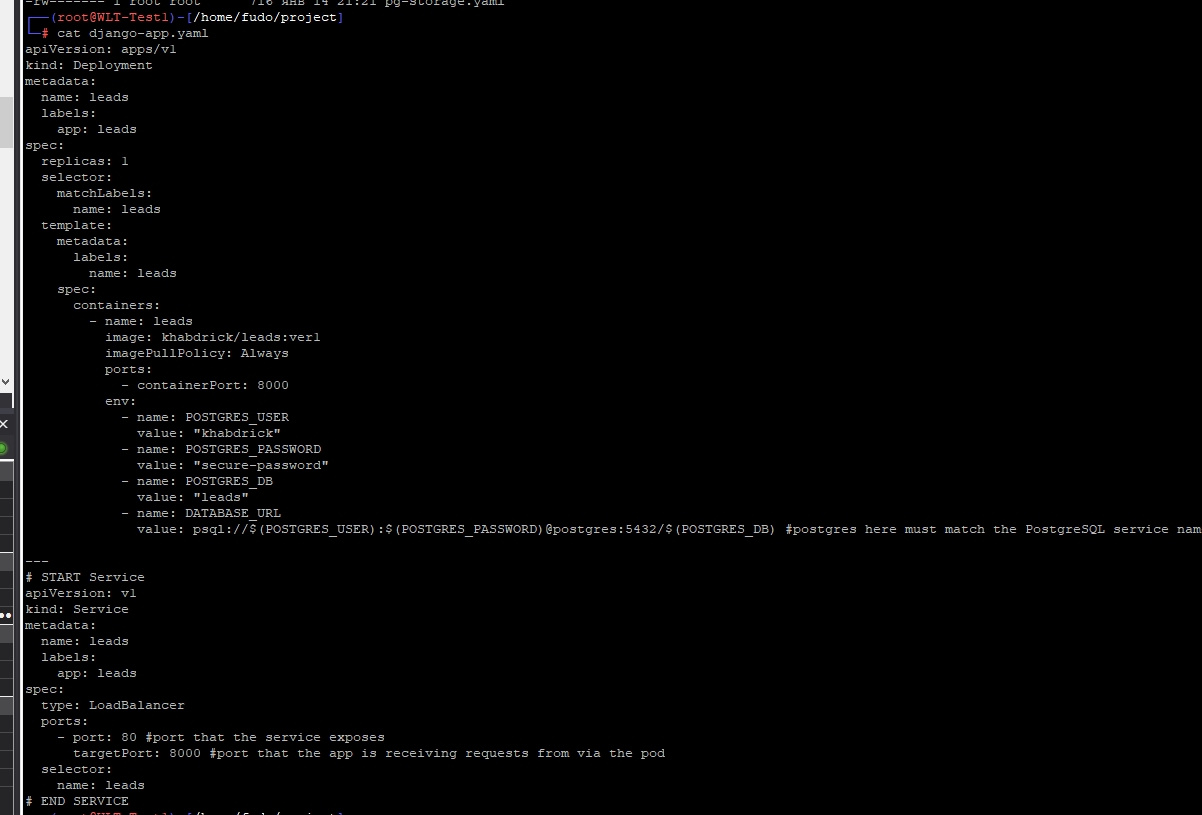 -rw------- 1 root root 716 янв 14 21:21 pg-storage.yaml
(root@WLT-Test1)-[/home/fudo/project]
# cat django-app.yaml
apiVersion: apps/v1
kind: Deployment
metadata:
  name: leads
  labels:
    app: leads
spec:
  replicas: 1
  selector:
    matchLabels:
      name: leads
  template:
    metadata:
      labels:
        name: leads
    spec:
      containers:
        - name: leads
          image: khabdrick/leads:ver1
          imagePullPolicy: Always
          ports:
            - containerPort: 8000
          env:
            - name: POSTGRES_USER
              value: "khabdrick"
            - name: POSTGRES_PASSWORD
              value: "secure-password"
            - name: POSTGRES_DB
              value: "leads"
            - name: DATABASE_URL
              value: psql://$(POSTGRES_USER):$(POSTGRES_PASSWORD)@postgres:5432/$(POSTGRES_DB) #postgres here must match the PostgreSQL service nam
---
# START Service
apiVersion: v1
kind: Service
metadata:
  name: leads
  labels:
    app: leads
spec:
  type: LoadBalancer
  ports:
    - port: 80 #port that the service exposes
      targetPort: 8000 #port that the app is receiving requests from via the pod
  selector:
    name: leads
# END SERVICE
(root@WLT-Test1)-[/home/fudo/project]